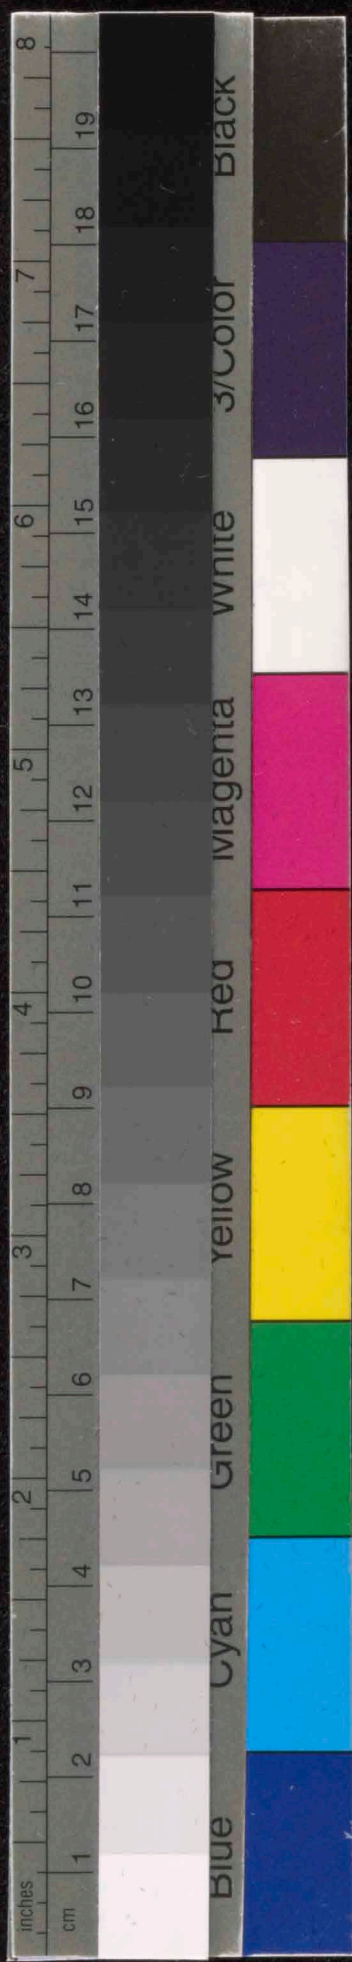 inches 1 2 3 4 5 6 7 8
cm 1 2 3 4 5 6 7 8 9 10 11 12 13 14 15 16 17 18 19
Blue Cyan Green Yellow Red Magenta White 3/Color Black